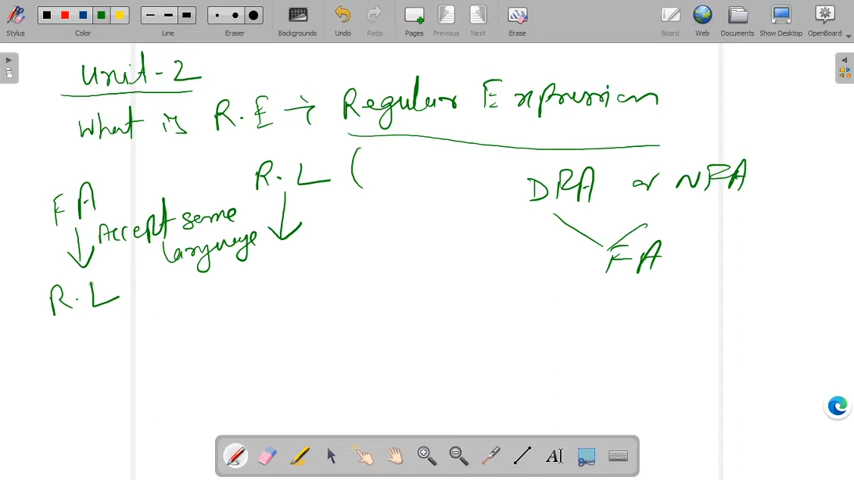 Stylus
Color
Line
Eraser
Backgrounds
Undo
Redo
Pages
Previous
Next
Erase
Board
Web
Documents
Show Desktop
OpenBoard
Unit-2
What is R.E → Regular Expression
R.L (
DFA or NFA
FA
Accept some
language
FA
R.L